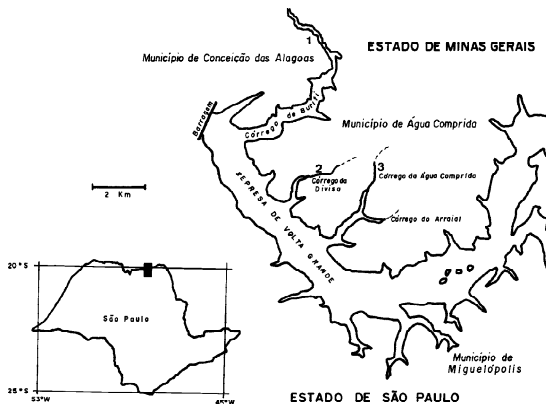 1
ESTADO DE MINAS GERAIS
Município de Conceição das Alagoas
Barragem
Córrego do Buriti
Município de Água Comprida
2
3
Córrego da
Divisa
Córrego da Água Comprida
Córrego do Arraial
REPRESA DE VOLTA GRANDE
2 Km
20°S
São Paulo
25°S
53°W
45°W
Município de
Miguelópolis
ESTADO DE SÃO PAULO